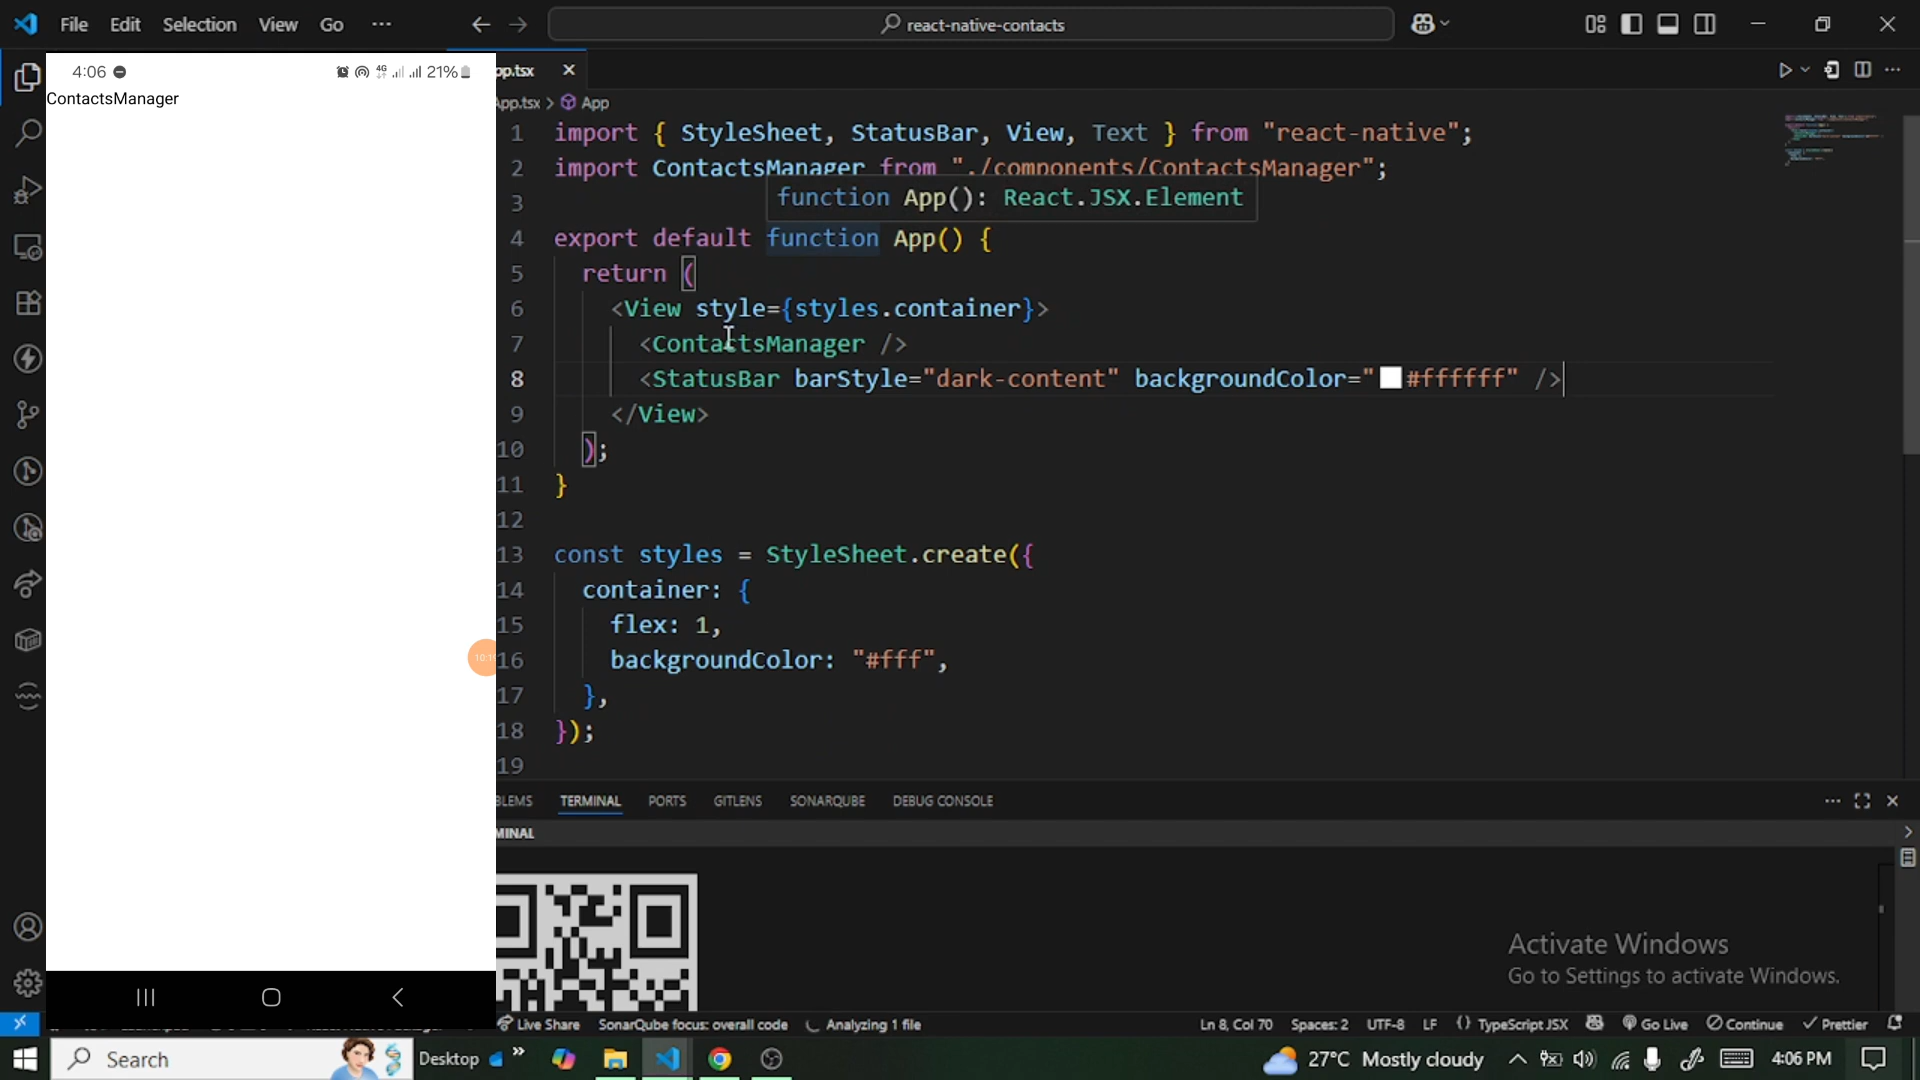 File Edit Selection View Go ··· react-native-contacts
4:06 4G 21%
ContactsManager
pp.tsx
App.tsx > App
1 import { StyleSheet, StatusBar, View, Text } from "react-native";
2 import ContactsManager from "./components/ContactsManager";
function App(): React.JSX.Element
3
4 export default function App() {
5 return (
6 <View style={styles.container}>
7 <ContactsManager />
8 <StatusBar barStyle="dark-content" backgroundColor="#ffffff" />
9 </View>
10 );
11 }
12
13 const styles = StyleSheet.create({
14 container: {
15 flex: 1,
16 backgroundColor: "#fff",
17 },
18 });
19
BLEMS TERMINAL PORTS GITLENS SONARQUBE DEBUG CONSOLE
MINAL
Activate Windows
Go to Settings to activate Windows.
Live Share SonarQube focus: overall code Analyzing 1 file Ln 8, Col 70 Spaces: 2 UTF-8 LF {} TypeScript JSX Go Live Continue Prettier
Search Desktop 27°C Mostly cloudy 4:06 PM